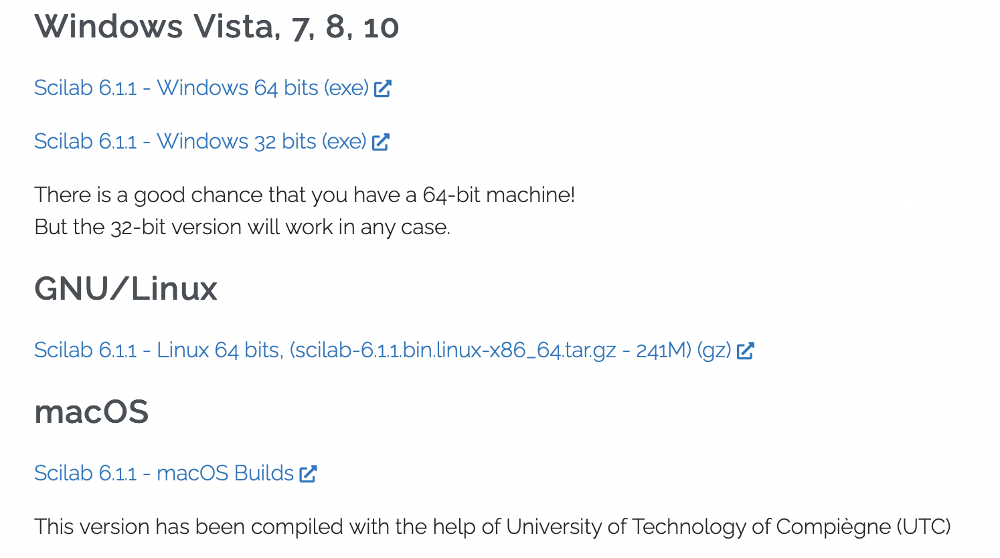 Windows Vista, 7, 8, 10
Scilab 6.1.1 - Windows 64 bits (exe)
Scilab 6.1.1 - Windows 32 bits (exe)
There is a good chance that you have a 64-bit machine!
But the 32-bit version will work in any case.
GNU/Linux
Scilab 6.1.1 - Linux 64 bits, (scilab-6.1.1.bin.linux-x86_64.tar.gz - 241M) (gz)
macOS
Scilab 6.1.1 - macOS Builds
This version has been compiled with the help of University of Technology of Compiègne (UTC)